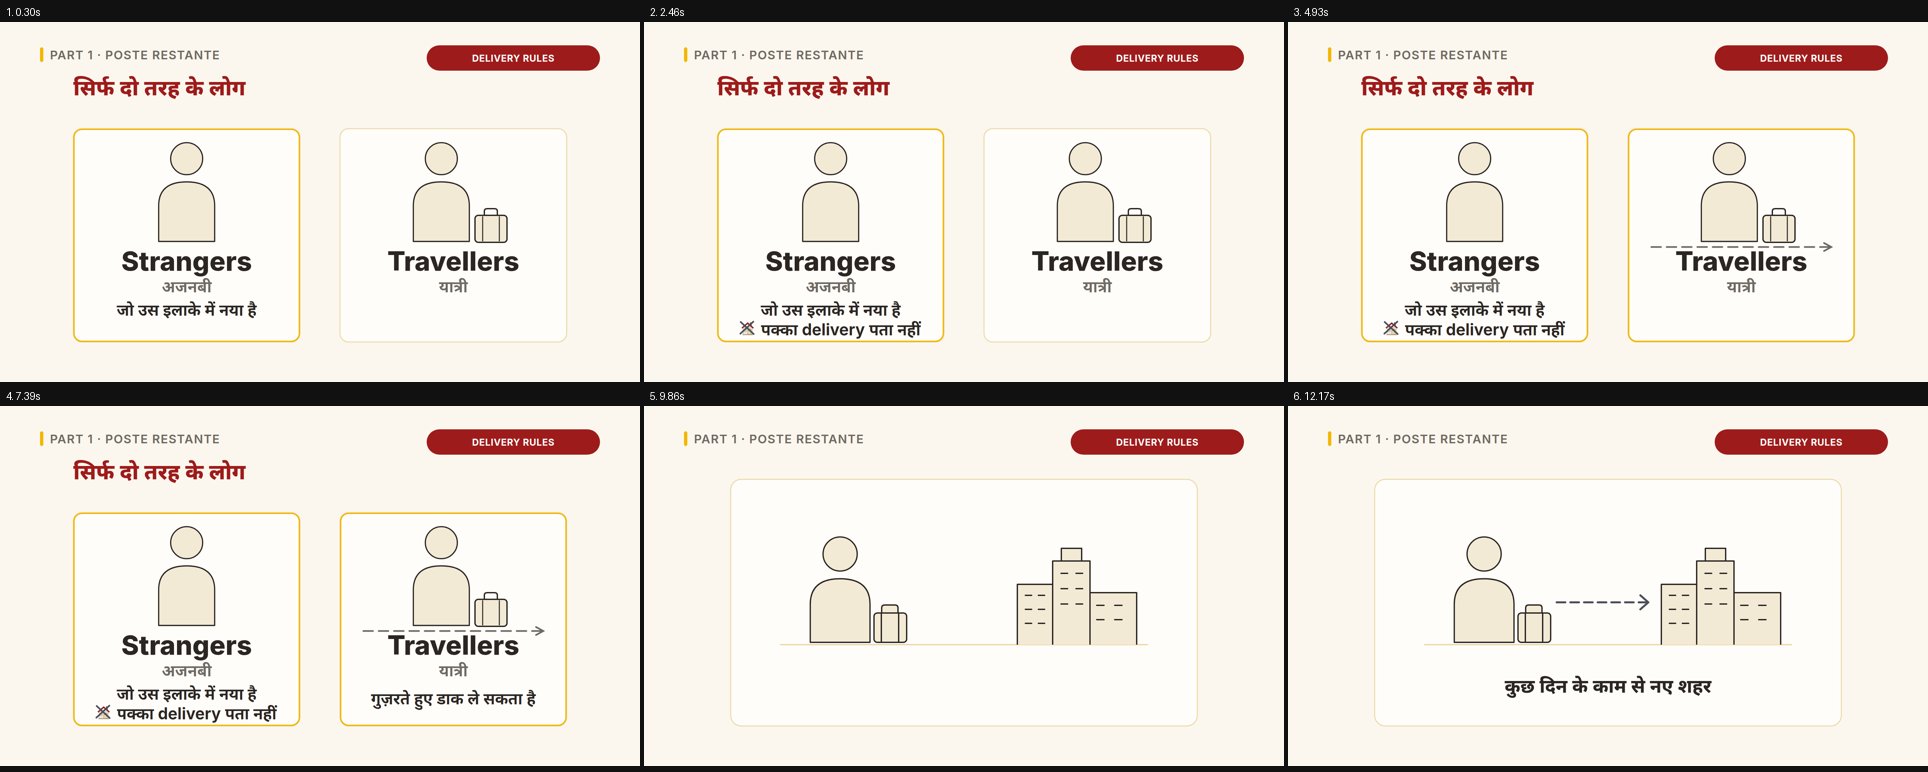 1. 0.30s
PART 1 · POSTE RESTANTE
DELIVERY RULES
सिर्फ दो तरह के लोग
Strangers
अजनबी
जो उस इलाके में नया है
Travellers
यात्री
2. 2.46s
PART 1 · POSTE RESTANTE
DELIVERY RULES
सिर्फ दो तरह के लोग
Strangers
अजनबी
जो उस इलाके में नया है
पक्का delivery पता नहीं
Travellers
यात्री
3. 4.93s
PART 1 · POSTE RESTANTE
DELIVERY RULES
सिर्फ दो तरह के लोग
Strangers
अजनबी
जो उस इलाके में नया है
पक्का delivery पता नहीं
Travellers
यात्री
4. 7.39s
PART 1 · POSTE RESTANTE
DELIVERY RULES
सिर्फ दो तरह के लोग
Strangers
अजनबी
जो उस इलाके में नया है
पक्का delivery पता नहीं
Travellers
यात्री
गुज़रते हुए डाक ले सकता है
5. 9.86s
PART 1 · POSTE RESTANTE
DELIVERY RULES
6. 12.17s
PART 1 · POSTE RESTANTE
DELIVERY RULES
कुछ दिन के काम से नए शहर